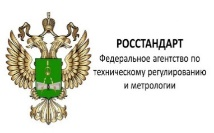 РОССТАНДАРТ
Федеральное агентство по
техническому регулированию
и метрологии